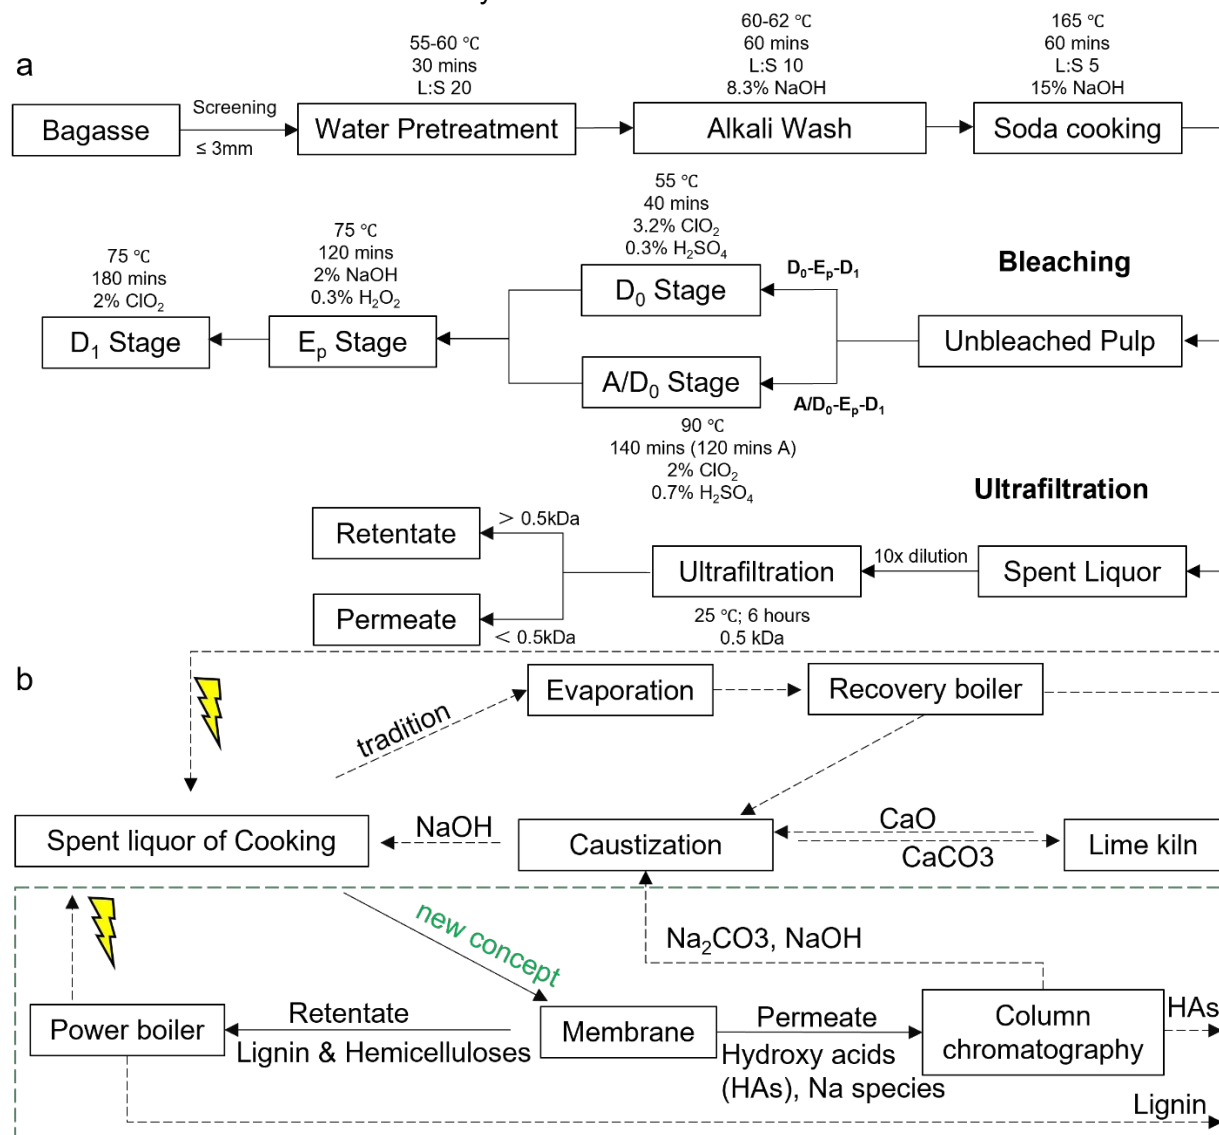 a
55-60 ℃
30 mins
L:S 20
60-62 ℃
60 mins
L:S 10
8.3% NaOH
165 ℃
60 mins
L:S 5
15% NaOH
Bagasse
Screening
≤ 3mm
Water Pretreatment
Alkali Wash
Soda cooking
55 ℃
40 mins
3.2% ClO₂
0.3% H₂SO₄
75 ℃
120 mins
2% NaOH
0.3% H₂O₂
75 ℃
180 mins
2% ClO₂
Bleaching
D₀-Eₚ-D₁
D₀ Stage
D₁ Stage
Eₚ Stage
Unbleached Pulp
A/D₀ Stage
A/D₀-Eₚ-D₁
90 ℃
140 mins (120 mins A)
2% ClO₂
0.7% H₂SO₄
Ultrafiltration
Retentate
> 0.5kDa
Ultrafiltration
10x dilution
Spent Liquor
Permeate
< 0.5kDa
25 ℃; 6 hours
0.5 kDa
b
tradition
Evaporation
Recovery boiler
Spent liquor of Cooking
NaOH
Caustization
CaO
CaCO3
Lime kiln
new concept
Na₂CO3, NaOH
Power boiler
Retentate
Lignin & Hemicelluloses
Membrane
Permeate
Hydroxy acids
(HAs), Na species
Column
chromatography
HAs
Lignin